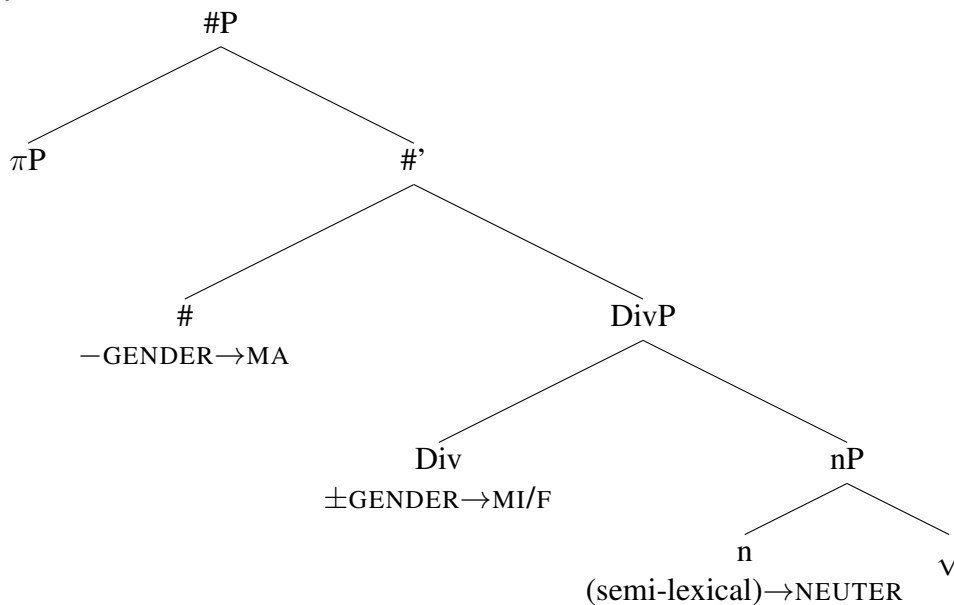 #P
πP
#’
#
−GENDER→MA
DivP
Div
±GENDER→MI/F
nP
n
(semi-lexical)→NEUTER
√